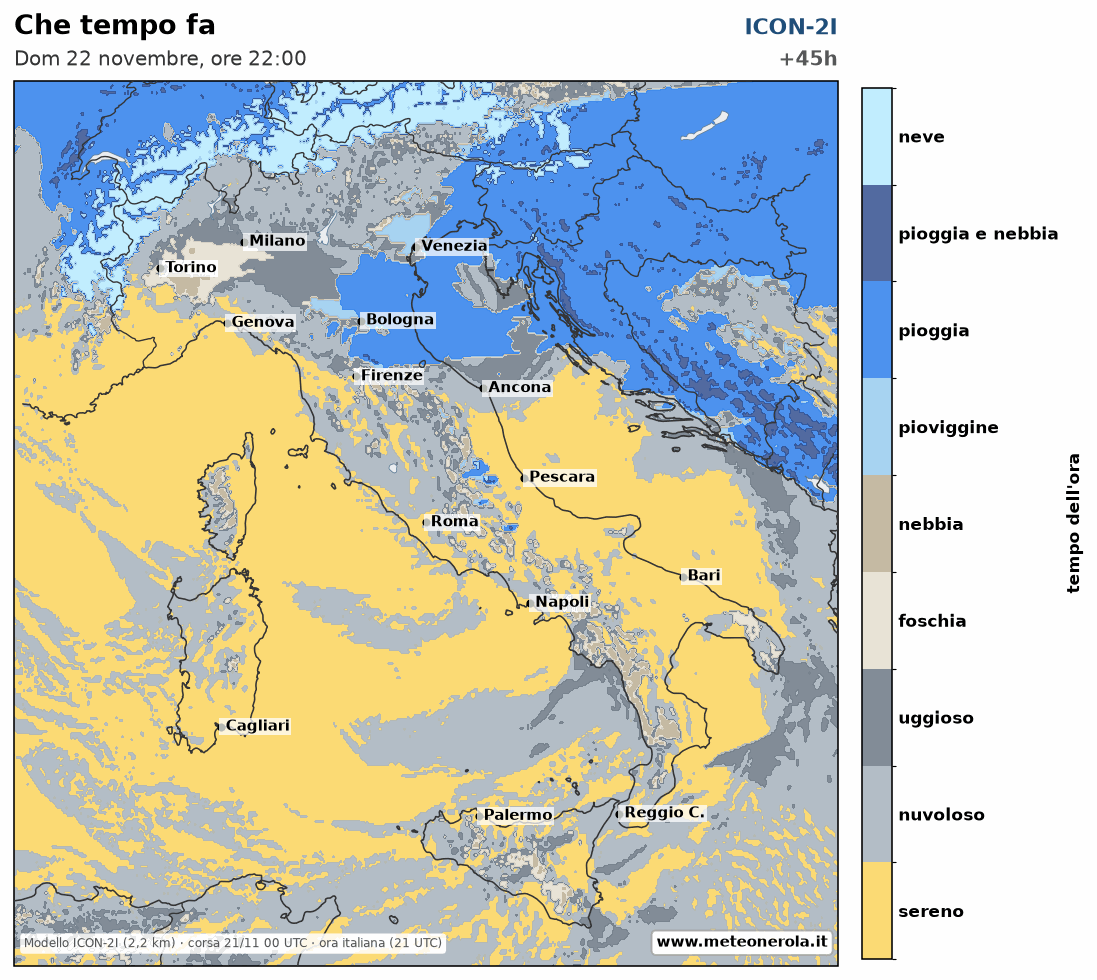 Che tempo fa
ICON-2I
Dom 22 novembre, ore 22:00
+45h
neve
pioggia e nebbia
pioggia
pioviggine
nebbia
foschia
uggioso
nuvoloso
sereno
tempo dell'ora
Milano
Venezia
Torino
Genova
Bologna
Firenze
Ancona
Pescara
Roma
Bari
Napoli
Cagliari
Palermo
Reggio C.
Modello ICON-2I (2,2 km) · corsa 21/11 00 UTC · ora italiana (21 UTC)
www.meteonerola.it